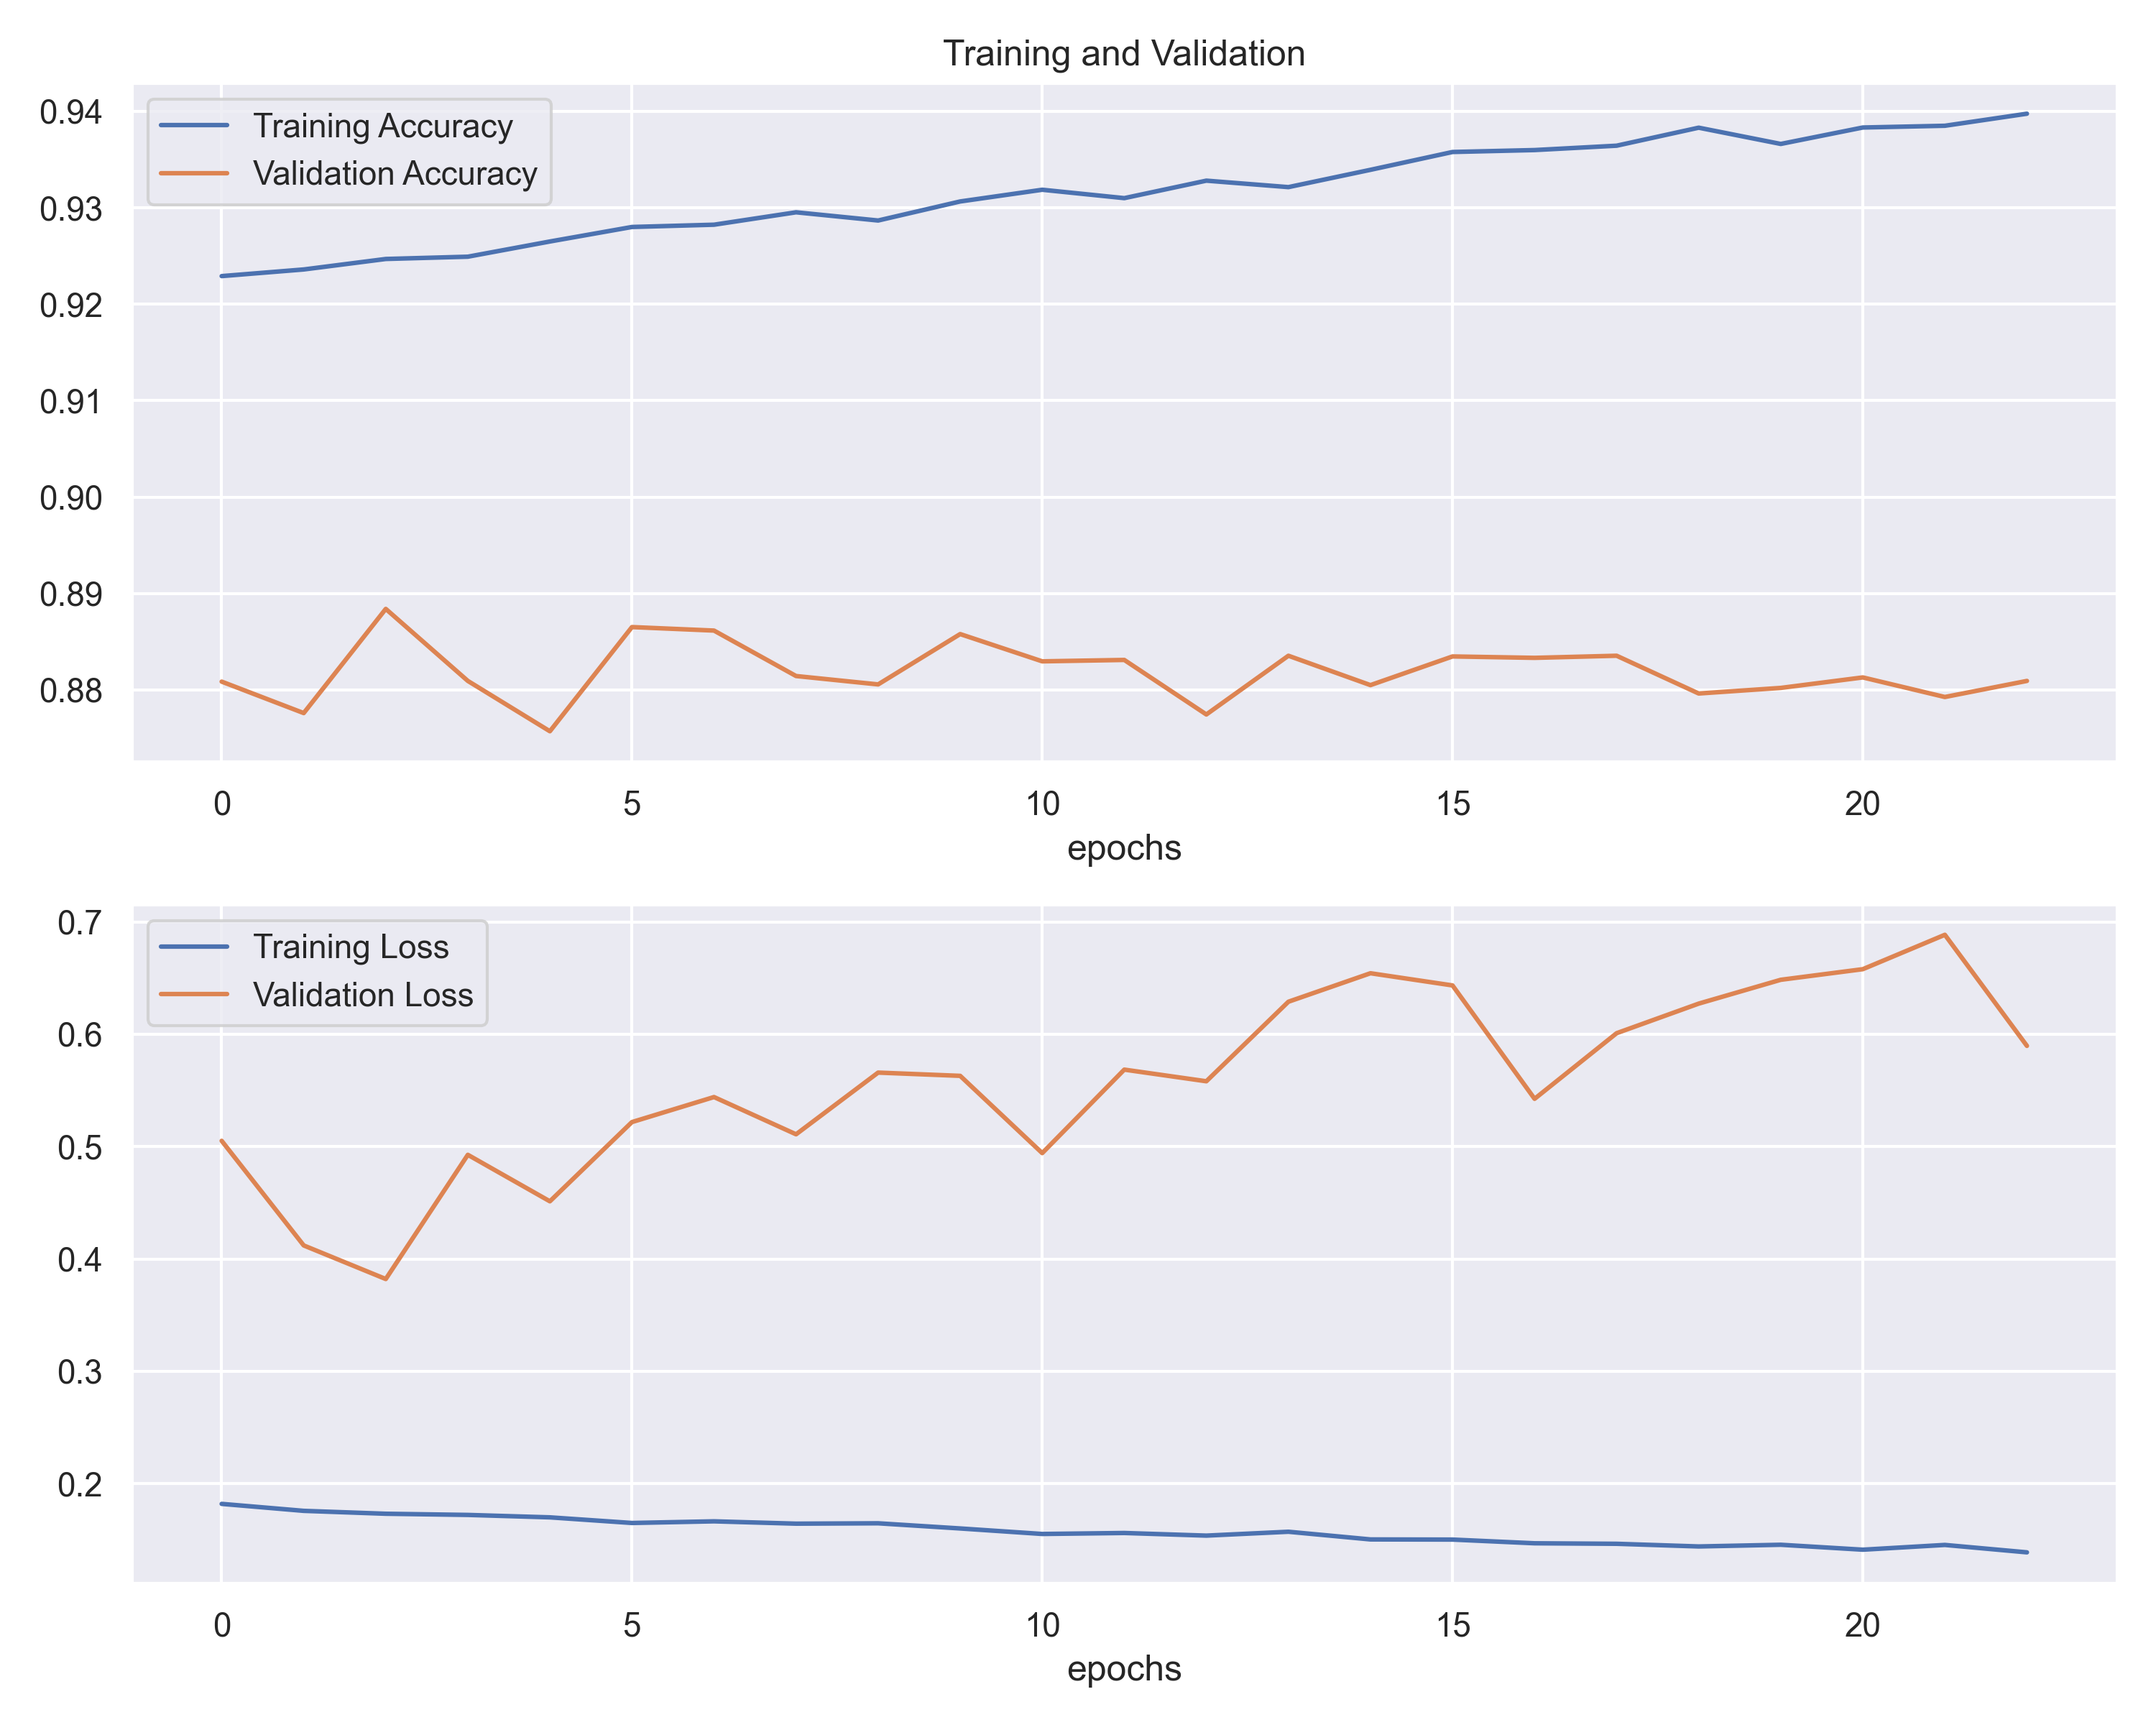 Training and Validation
0.94
0.93
0.92
0.91
0.90
0.89
0.88
Training Accuracy
Validation Accuracy
0 5 10 15 20
epochs
0.7
0.6
0.5
0.4
0.3
0.2
Training Loss
Validation Loss
0 5 10 15 20
epochs